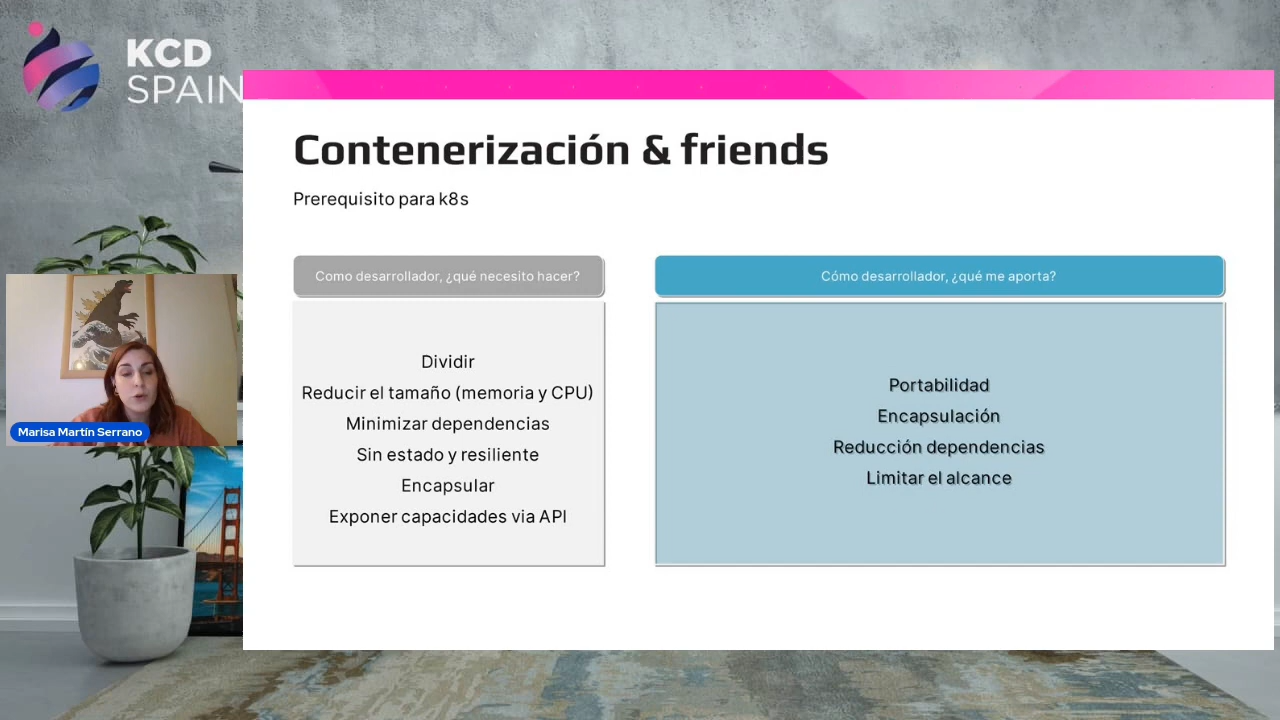 KCD
SPAIN
Contenerización & friends
Prerequisito para k8s
Como desarrollador, ¿qué necesito hacer?
Dividir
Reducir el tamaño (memoria y CPU)
Minimizar dependencias
Sin estado y resiliente
Encapsular
Exponer capacidades via API
Cómo desarrollador, ¿qué me aporta?
Portabilidad
Encapsulación
Reducción dependencias
Limitar el alcance
Marisa Martín Serrano